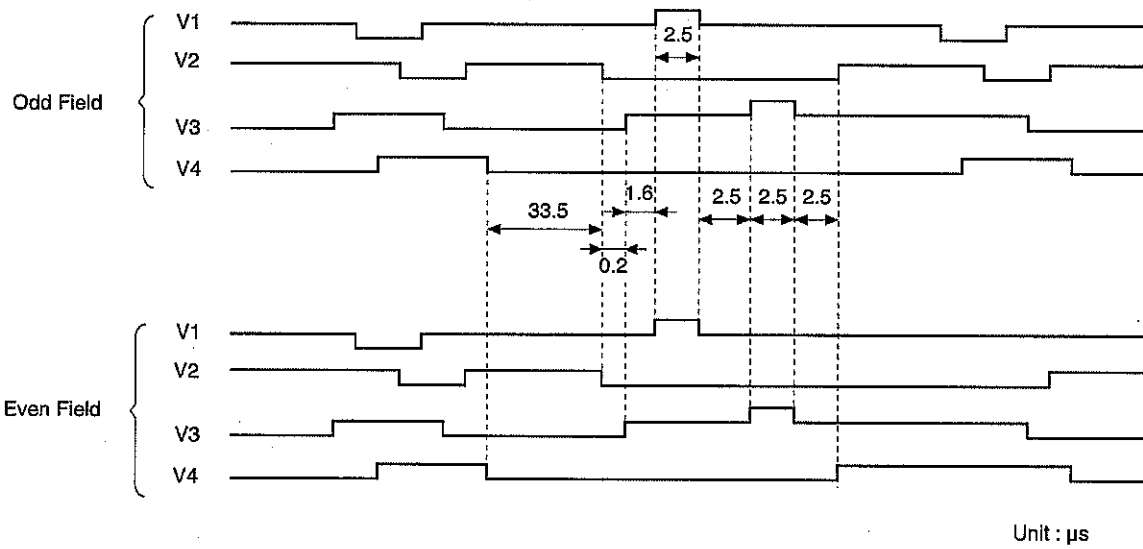 Odd Field
V1
2.5
V2
V3
V4
1.6
33.5
2.5 2.5 2.5
0.2
Even Field
V1
V2
V3
V4
Unit : μs